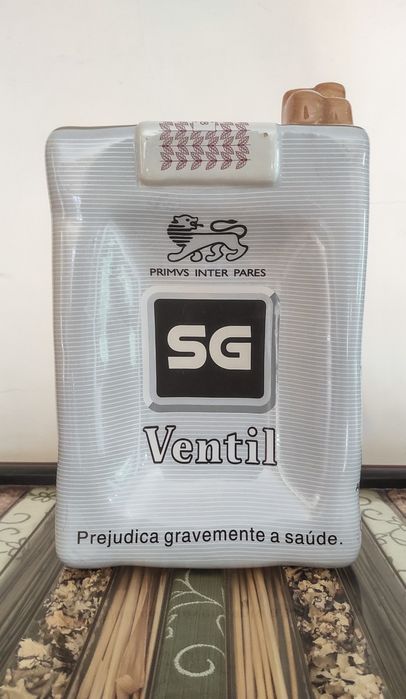 PRIMVS INTER PARES
SG
Ventil
Prejudica gravemente a saúde.